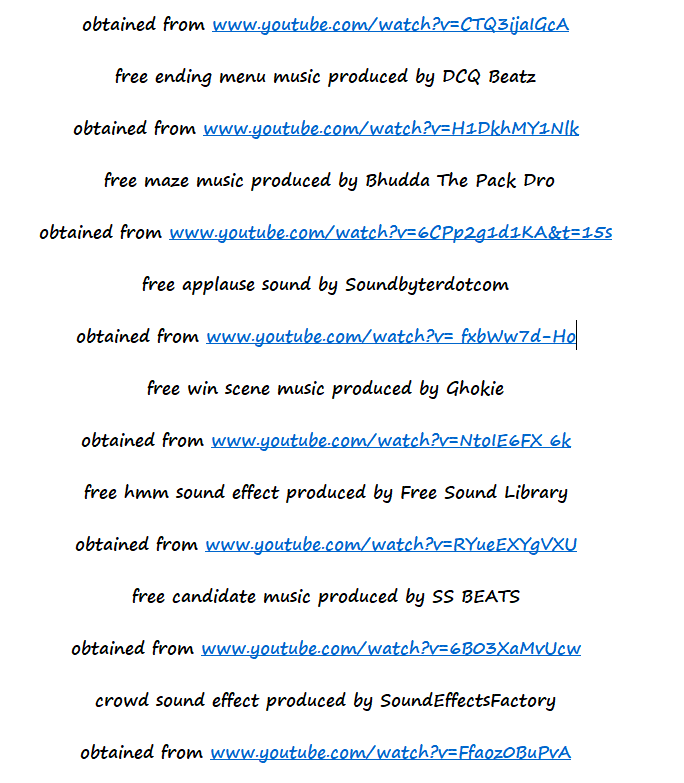 obtained from www.youtube.com/watch?v=CTQ3ijaIGcA
free ending menu music produced by DCQ Beatz
obtained from www.youtube.com/watch?v=H1DkhMY1Nlk
free maze music produced by Bhudda The Pack Dro
obtained from www.youtube.com/watch?v=6CPp2g1d1KA&t=15s
free applause sound by Soundbyterdotcom
obtained from www.youtube.com/watch?v= fxbWw7d-Ho
free win scene music produced by Ghokie
obtained from www.youtube.com/watch?v=NtoIE6FX 6k
free hmm sound effect produced by Free Sound Library
obtained from www.youtube.com/watch?v=RYueEXYgVXU
free candidate music produced by SS BEATS
obtained from www.youtube.com/watch?v=6B03XaMvUcw
crowd sound effect produced by SoundEffectsFactory
obtained from www.youtube.com/watch?v=Ffaoz0BuPvA